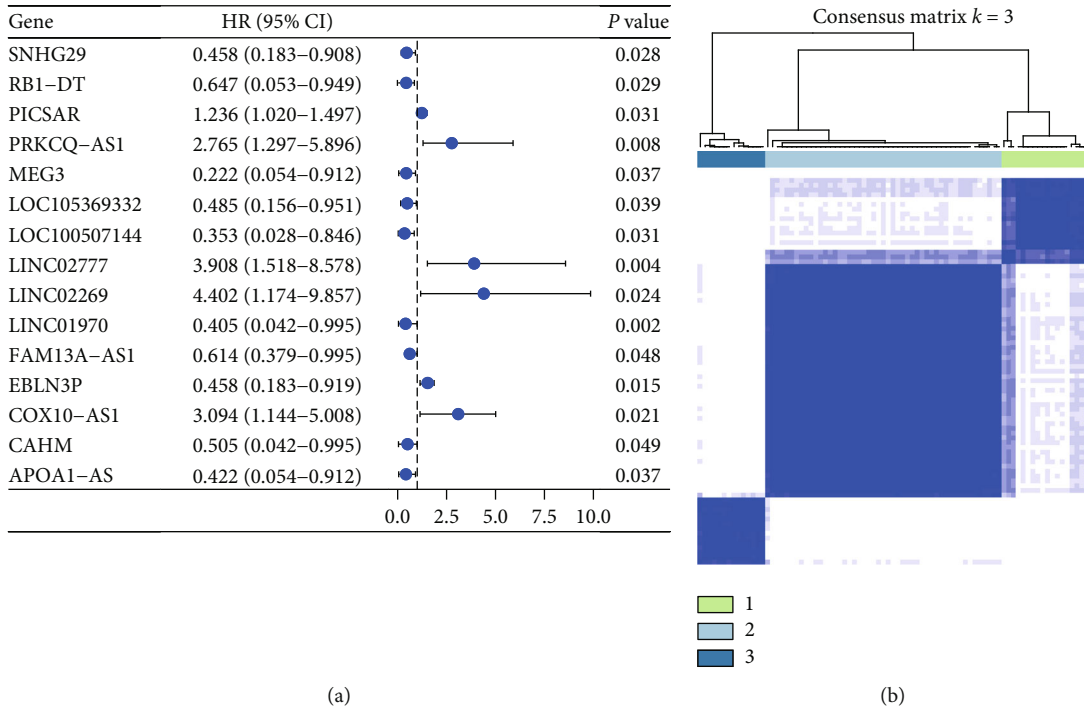 Gene HR (95% CI) P value
SNHG29 0.458 (0.183–0.908) 0.028
RB1–DT 0.647 (0.053–0.949) 0.029
PICSAR 1.236 (1.020–1.497) 0.031
PRKCQ–AS1 2.765 (1.297–5.896) 0.008
MEG3 0.222 (0.054–0.912) 0.037
LOC105369332 0.485 (0.156–0.951) 0.039
LOC100507144 0.353 (0.028–0.846) 0.031
LINC02777 3.908 (1.518–8.578) 0.004
LINC02269 4.402 (1.174–9.857) 0.024
LINC01970 0.405 (0.042–0.995) 0.002
FAM13A–AS1 0.614 (0.379–0.995) 0.048
EBLN3P 0.458 (0.183–0.919) 0.015
COX10–AS1 3.094 (1.144–5.008) 0.021
CAHM 0.505 (0.042–0.995) 0.049
APOA1–AS 0.422 (0.054–0.912) 0.037
0.0 2.5 5.0 7.5 10.0
(a)
Consensus matrix k = 3
1
2
3
(b)